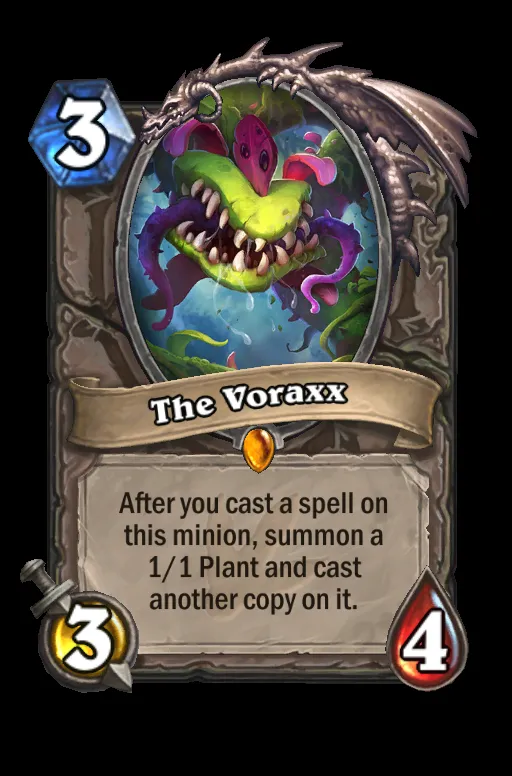 3
The Voraxx
After you cast a spell on
this minion, summon a
1/1 Plant and cast
another copy on it.
3
4